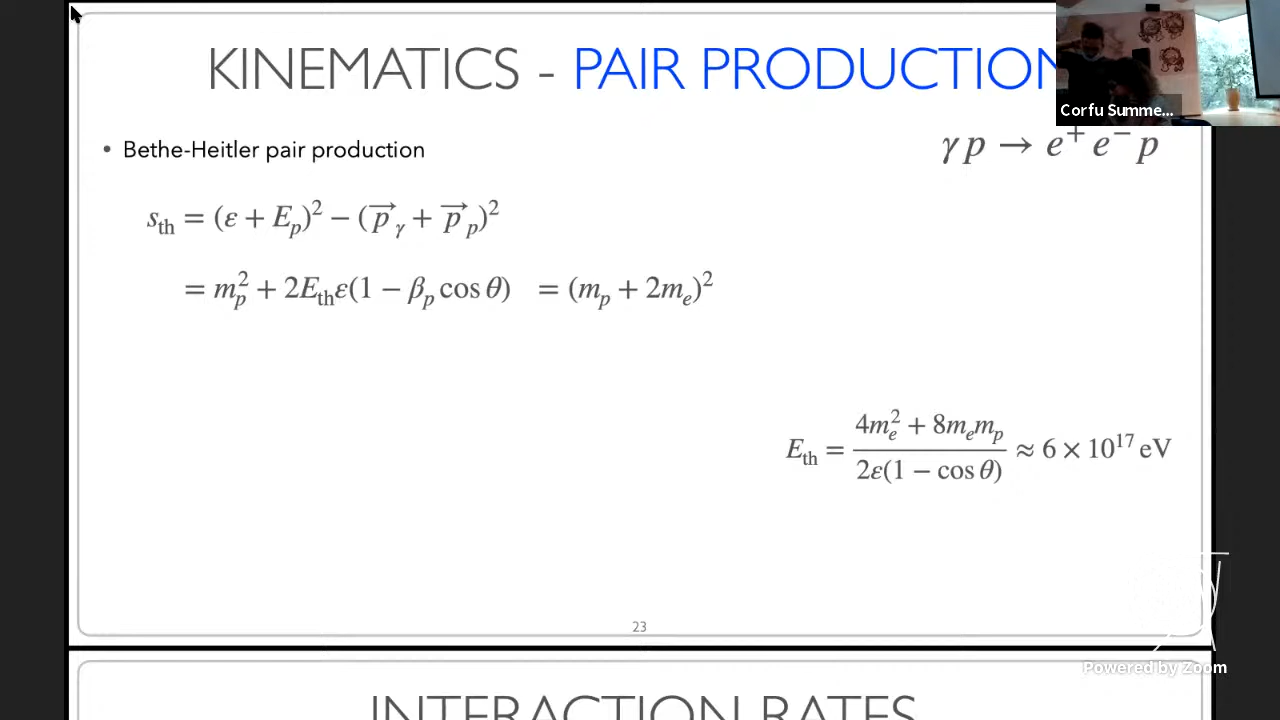 KINEMATICS - PAIR PRODUCTION
Corfu Summe...
• Bethe-Heitler pair production
γ p → e⁺ e⁻ p
s_th = (ε + E_p)² − (p⃗_γ + p⃗_p)²
= m_p² + 2E_th ε(1 − β_p cos θ) = (m_p + 2m_e)²
E_th = (4m_e² + 8m_e m_p) / (2ε(1 − cos θ)) ≈ 6 × 10¹⁷ eV
23
Powered by Zoom
INTERACTION RATES